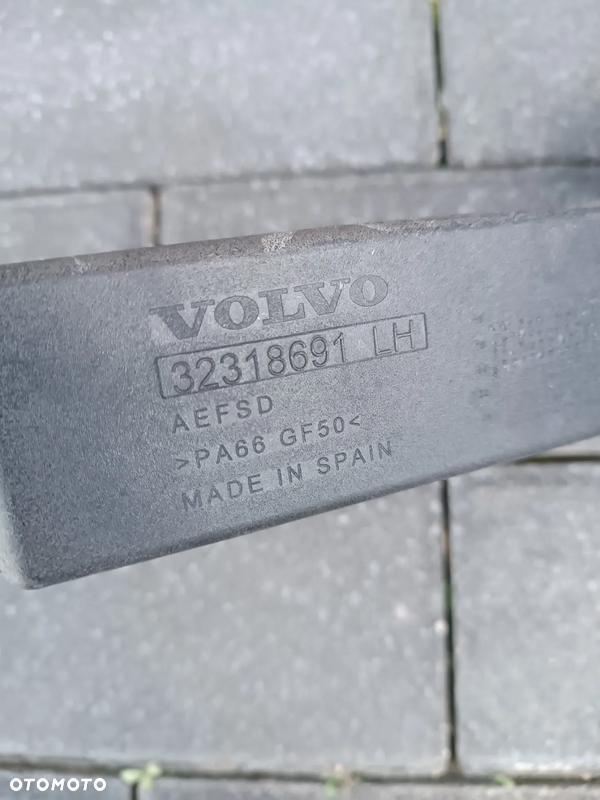 VOLVO
32318691 LH
AEFSD
>PA66 GF50<
MADE IN SPAIN
OTOMOTO